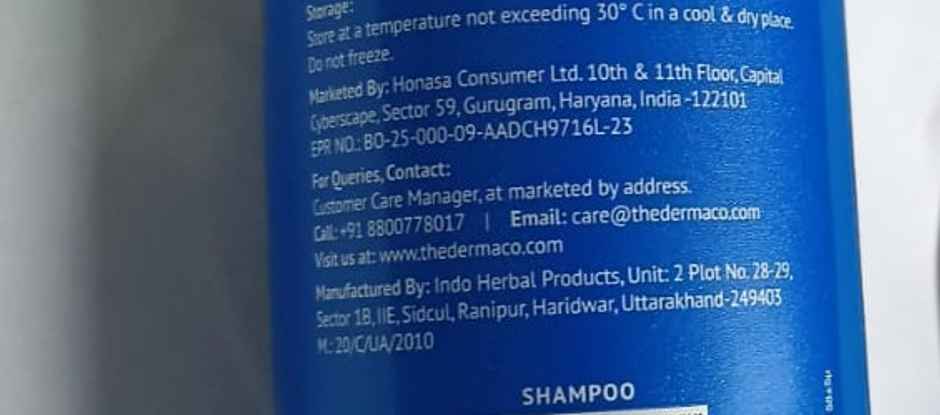 Storage:
Store at a temperature not exceeding 30° C in a cool & dry place.
Do not freeze.
Marketed By: Honasa Consumer Ltd. 10th & 11th Floor, Capital
Cyberscape, Sector 59, Gurugram, Haryana, India -122101
EPR NO.: BO-25-000-09-AADCH9716L-23
For Queries, Contact:
Customer Care Manager, at marketed by address.
Call: +91 8800778017 | Email: care@thedermaco.com
Visit us at: www.thedermaco.com
Manufactured By: Indo Herbal Products, Unit: 2 Plot No. 28-29,
Sector 1B, IIE, Sidcul, Ranipur, Haridwar, Uttarakhand-249403
M.: 20/C/UA/2010
SHAMPOO